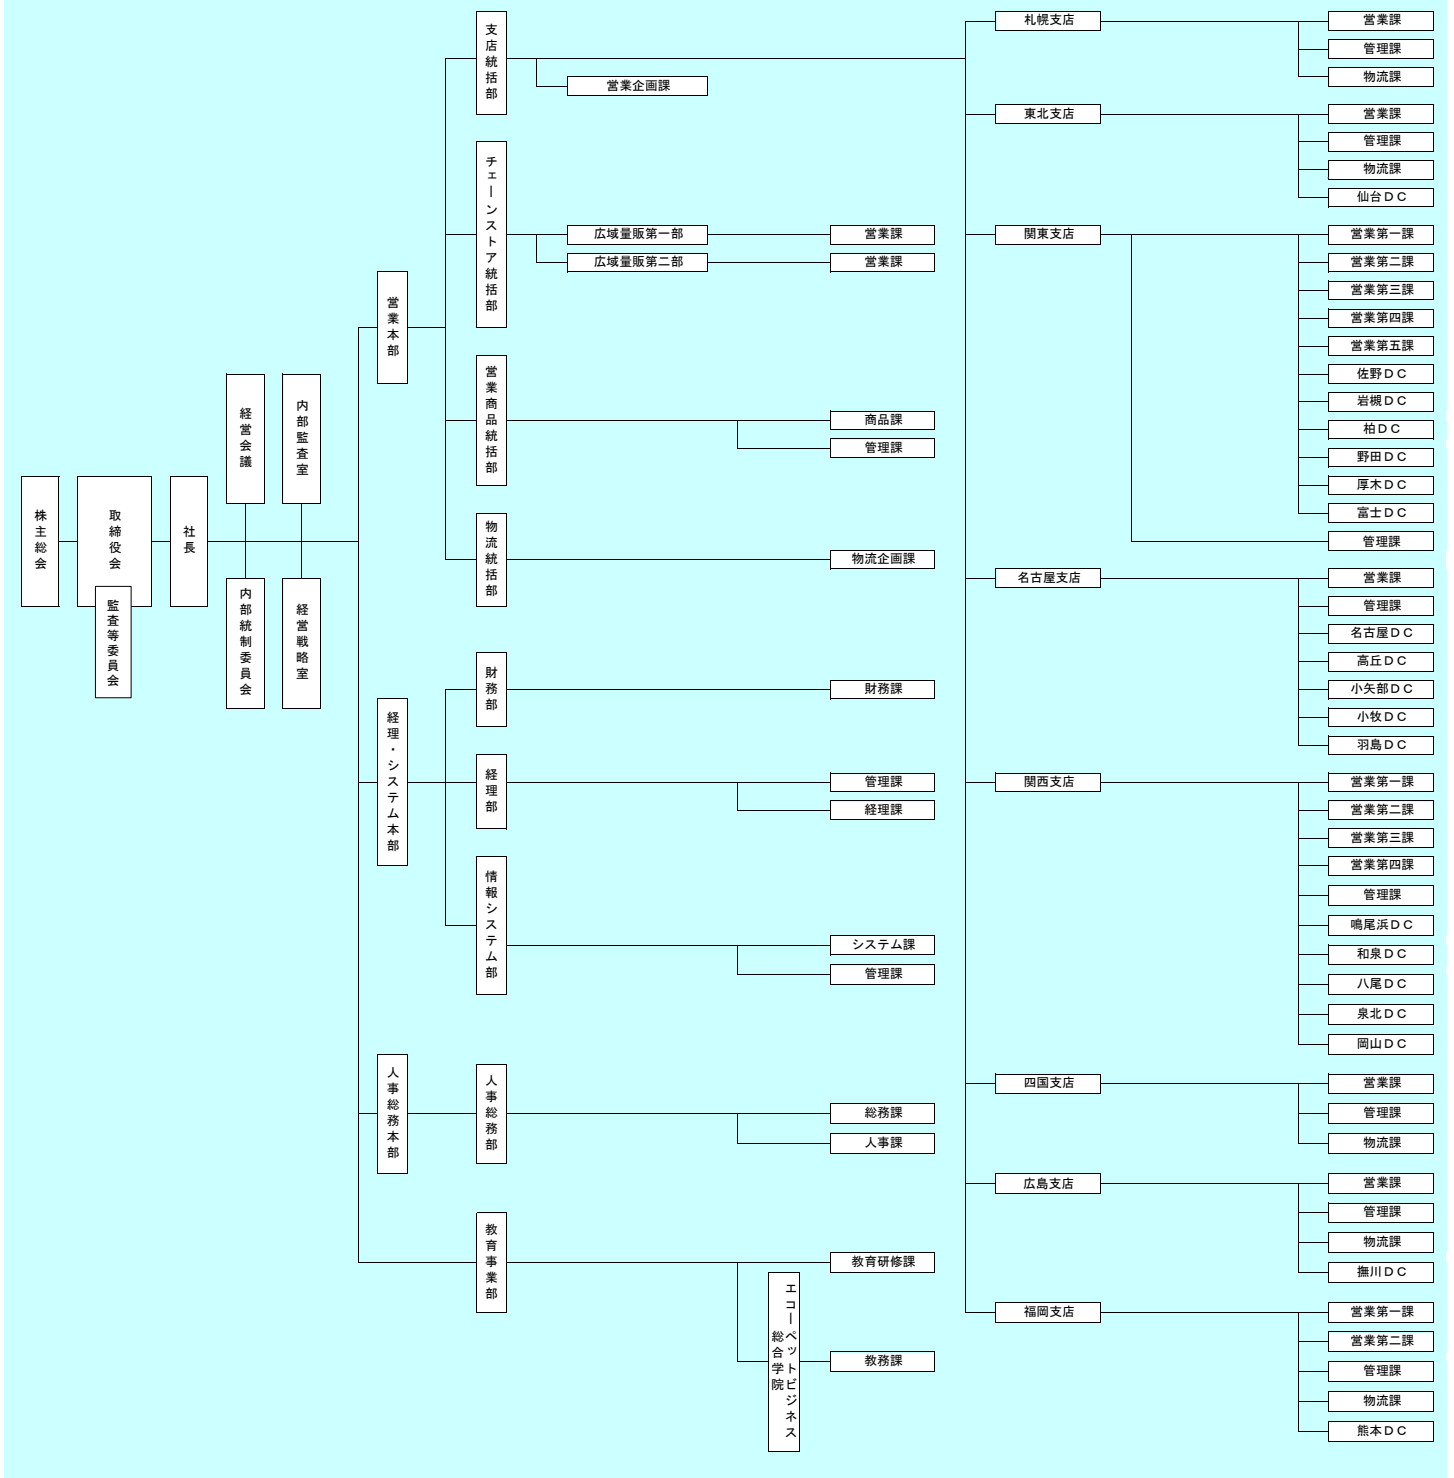 株主総会
取締役会
監査等委員会
社長
経営会議
内部統制委員会
内部監査室
経営戦略室
営業本部
支店統括部
営業企画課
チェーンストア統括部
広域量販第一部
営業課
広域量販第二部
営業課
営業商品統括部
商品課
管理課
物流統括部
物流企画課
経理・システム本部
財務部
財務課
経理部
管理課
経理課
情報システム部
システム課
管理課
人事総務本部
人事総務部
総務課
人事課
教育事業部
教育研修課
エコーペットビジネス
総合学院
教務課
札幌支店
営業課
管理課
物流課
東北支店
営業課
管理課
物流課
仙台ＤＣ
関東支店
営業第一課
営業第二課
営業第三課
営業第四課
営業第五課
佐野ＤＣ
岩槻ＤＣ
柏ＤＣ
野田ＤＣ
厚木ＤＣ
富士ＤＣ
管理課
名古屋支店
営業課
管理課
名古屋ＤＣ
高丘ＤＣ
小矢部ＤＣ
小牧ＤＣ
羽島ＤＣ
関西支店
営業第一課
営業第二課
営業第三課
営業第四課
管理課
鳴尾浜ＤＣ
和泉ＤＣ
八尾ＤＣ
泉北ＤＣ
岡山ＤＣ
四国支店
営業課
管理課
物流課
広島支店
営業課
管理課
物流課
撫川ＤＣ
福岡支店
営業第一課
営業第二課
管理課
物流課
熊本ＤＣ